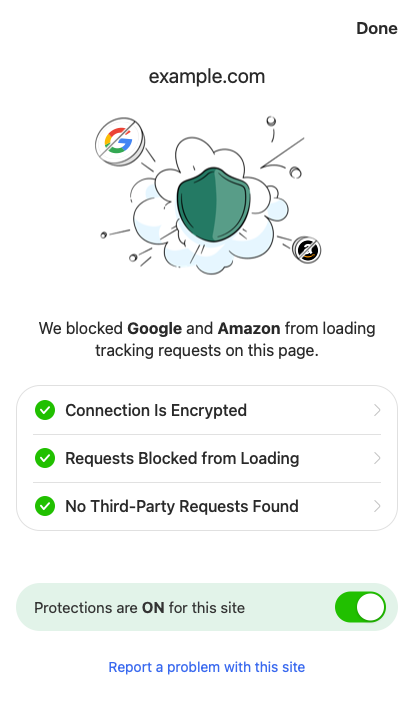 Done
example.com
We blocked Google and Amazon from loading
tracking requests on this page.
Connection Is Encrypted
Requests Blocked from Loading
No Third-Party Requests Found
Protections are ON for this site
Report a problem with this site